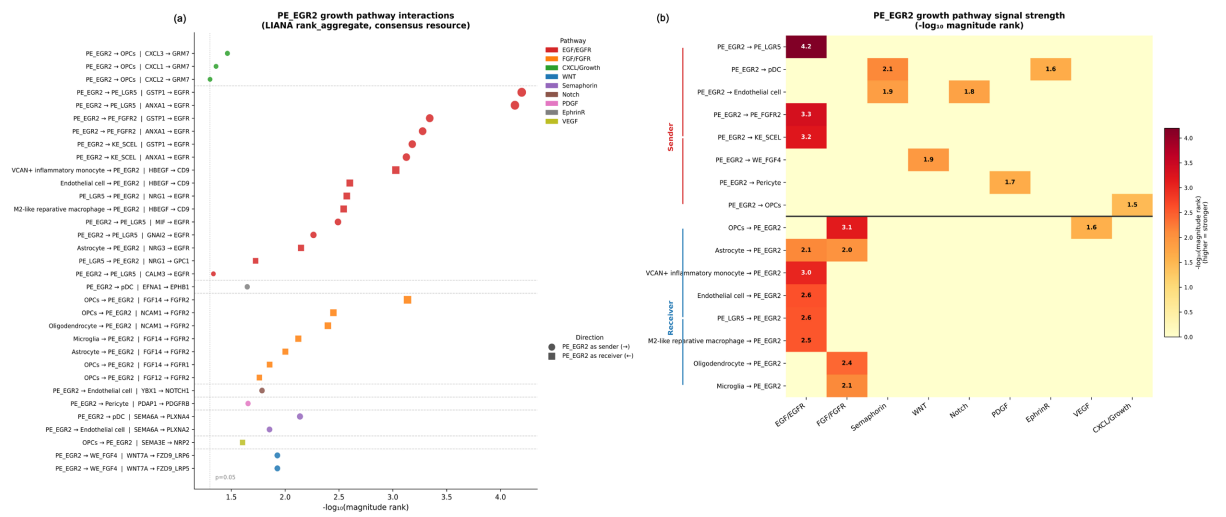 (a)
PE_EGR2 growth pathway interactions
(LIANA rank_aggregate, consensus resource)
PE_EGR2 → OPCs | CXCL3 → GRM7
PE_EGR2 → OPCs | CXCL1 → GRM7
PE_EGR2 → OPCs | CXCL2 → GRM7
PE_EGR2 → PE_LGR5 | GSTP1 → EGFR
PE_EGR2 → PE_LGR5 | ANXA1 → EGFR
PE_EGR2 → PE_FGFR2 | GSTP1 → EGFR
PE_EGR2 → PE_FGFR2 | ANXA1 → EGFR
PE_EGR2 → KE_SCEL | GSTP1 → EGFR
PE_EGR2 → KE_SCEL | ANXA1 → EGFR
VCAN+ inflammatory monocyte → PE_EGR2 | HBEGF → CD9
Endothelial cell → PE_EGR2 | HBEGF → CD9
PE_LGR5 → PE_EGR2 | NRG1 → EGFR
M2-like reparative macrophage → PE_EGR2 | HBEGF → CD9
PE_EGR2 → PE_LGR5 | MIF → EGFR
PE_EGR2 → PE_LGR5 | GNAI2 → EGFR
Astrocyte → PE_EGR2 | NRG3 → EGFR
PE_LGR5 → PE_EGR2 | NRG1 → GPC1
PE_EGR2 → PE_LGR5 | CALM3 → EGFR
PE_EGR2 → pDC | EFNA1 → EPHB1
OPCs → PE_EGR2 | FGF14 → FGFR2
OPCs → PE_EGR2 | NCAM1 → FGFR2
Oligodendrocyte → PE_EGR2 | NCAM1 → FGFR2
Microglia → PE_EGR2 | FGF14 → FGFR2
Astrocyte → PE_EGR2 | FGF14 → FGFR2
OPCs → PE_EGR2 | FGF14 → FGFR1
OPCs → PE_EGR2 | FGF12 → FGFR2
PE_EGR2 → Endothelial cell | YBX1 → NOTCH1
PE_EGR2 → Pericyte | PDAP1 → PDGFRB
PE_EGR2 → pDC | SEMA6A → PLXNA4
PE_EGR2 → Endothelial cell | SEMA6A → PLXNA2
OPCs → PE_EGR2 | SEMA3E → NRP2
PE_EGR2 → WE_FGF4 | WNT7A → FZD9_LRP6
PE_EGR2 → WE_FGF4 | WNT7A → FZD9_LRP5
p=0.05
1.5 2.0 2.5 3.0 3.5 4.0
-log₁₀(magnitude rank)
Pathway
EGF/EGFR
FGF/FGFR
CXCL/Growth
WNT
Semaphorin
Notch
PDGF
EphrinR
VEGF
Direction
PE_EGR2 as sender (→)
PE_EGR2 as receiver (←)
(b)
PE_EGR2 growth pathway signal strength
(-log₁₀ magnitude rank)
Sender
PE_EGR2 → PE_LGR5 4.2
PE_EGR2 → pDC 2.1 1.6
PE_EGR2 → Endothelial cell 1.9 1.8
PE_EGR2 → PE_FGFR2 3.3
PE_EGR2 → KE_SCEL 3.2
PE_EGR2 → WE_FGF4 1.9
PE_EGR2 → Pericyte 1.7
PE_EGR2 → OPCs 1.5
Receiver
OPCs → PE_EGR2 3.1 1.6
Astrocyte → PE_EGR2 2.1 2.0
VCAN+ inflammatory monocyte → PE_EGR2 3.0
Endothelial cell → PE_EGR2 2.6
PE_LGR5 → PE_EGR2 2.6
M2-like reparative macrophage → PE_EGR2 2.5
Oligodendrocyte → PE_EGR2 2.4
Microglia → PE_EGR2 2.1
EGF/EGFR
FGF/FGFR
Semaphorin
WNT
Notch
PDGF
EphrinR
VEGF
CXCL/Growth
4.0
3.5
3.0
2.5
2.0
1.5
1.0
0.5
0.0
-log₁₀(magnitude rank)
(higher = stronger)